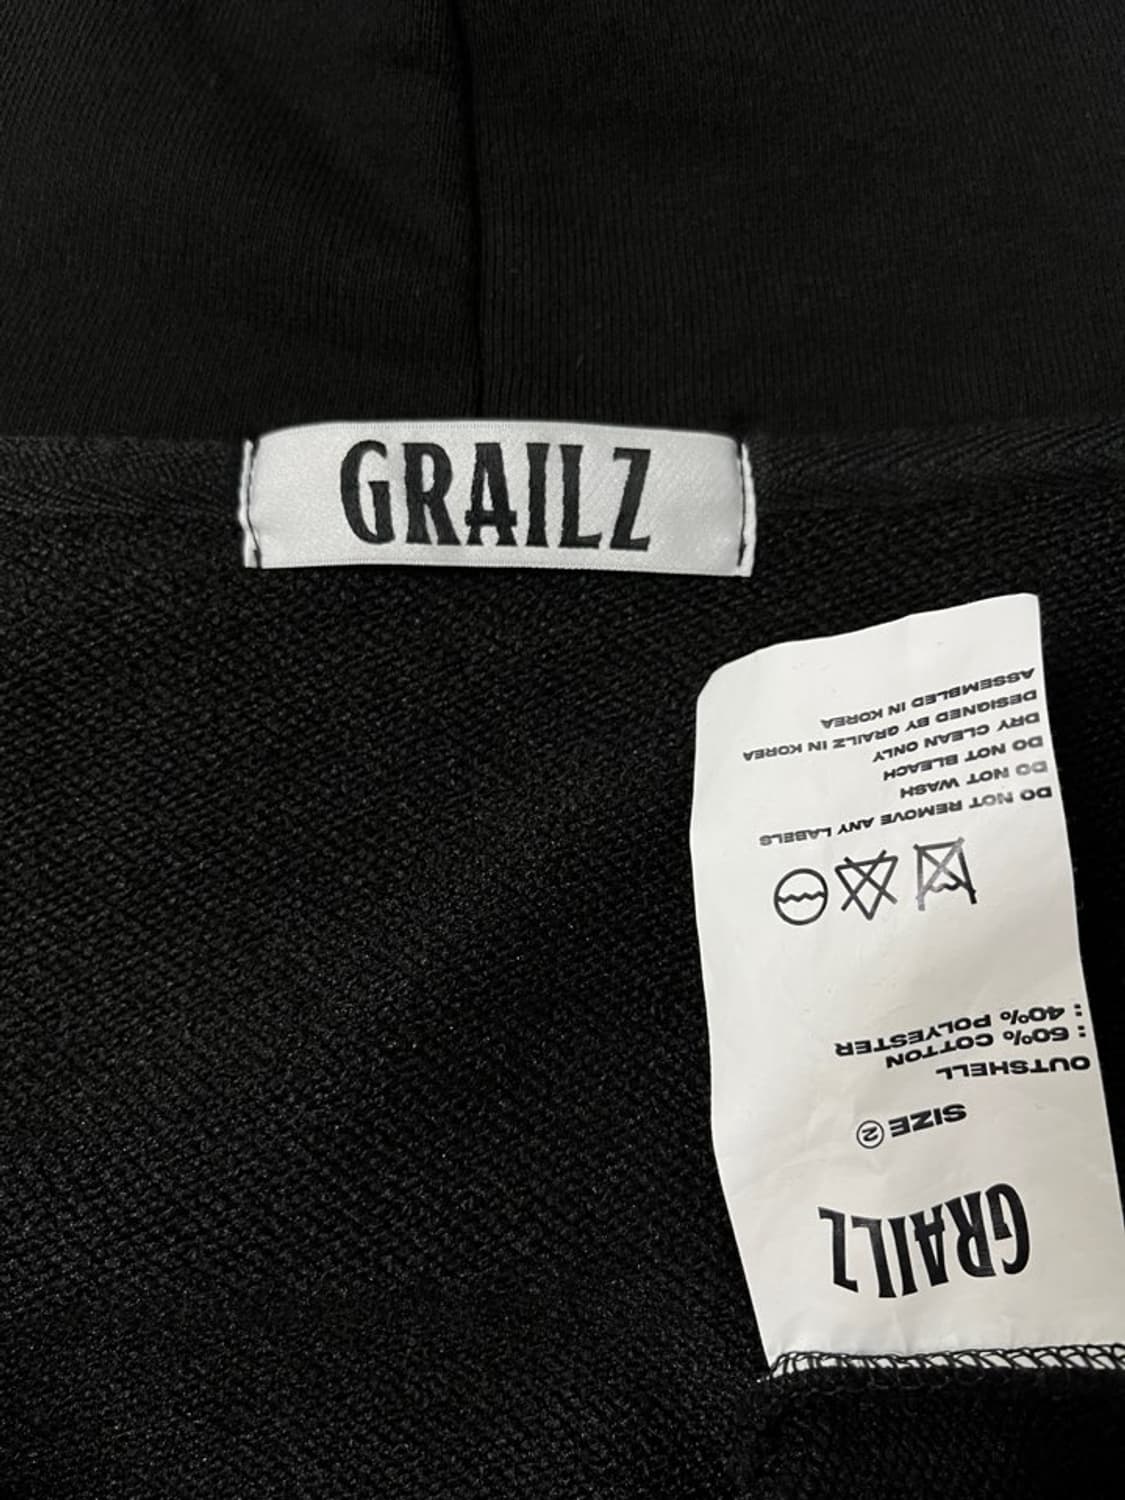 GRAILZ
GRAILZ
SIZE 2
OUTSHELL
: 60% COTTON
: 40% POLYESTER
DO NOT REMOVE ANY LABELS
DO NOT WASH
DO NOT BLEACH
DRY CLEAN ONLY
DESIGNED BY GRAILZ IN KOREA
ASSEMBLED IN KOREA